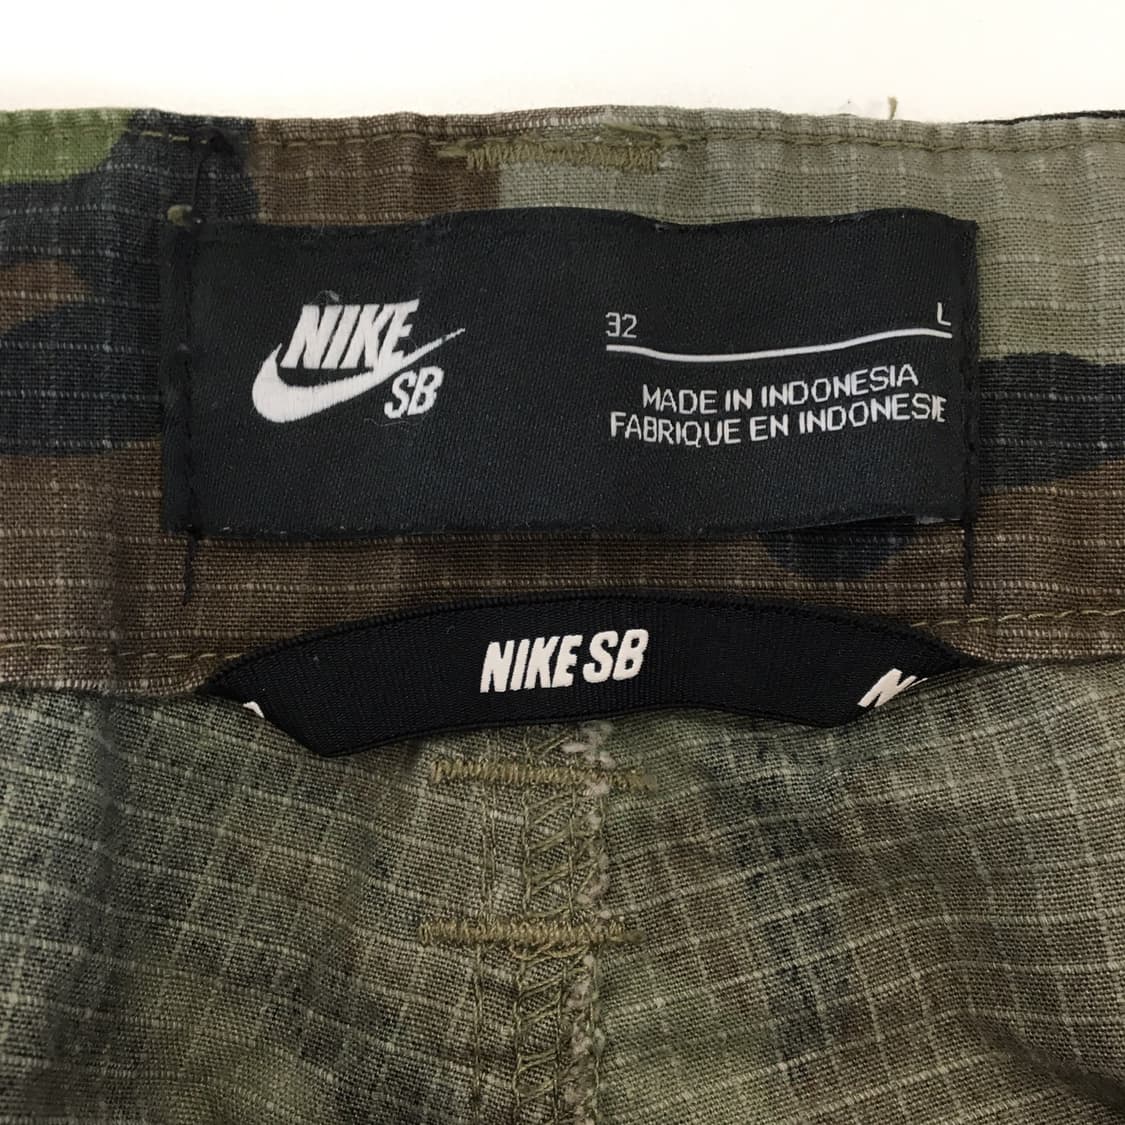 NIKE
SB
32 L
MADE IN INDONESIA
FABRIQUE EN INDONESIE
NIKE SB